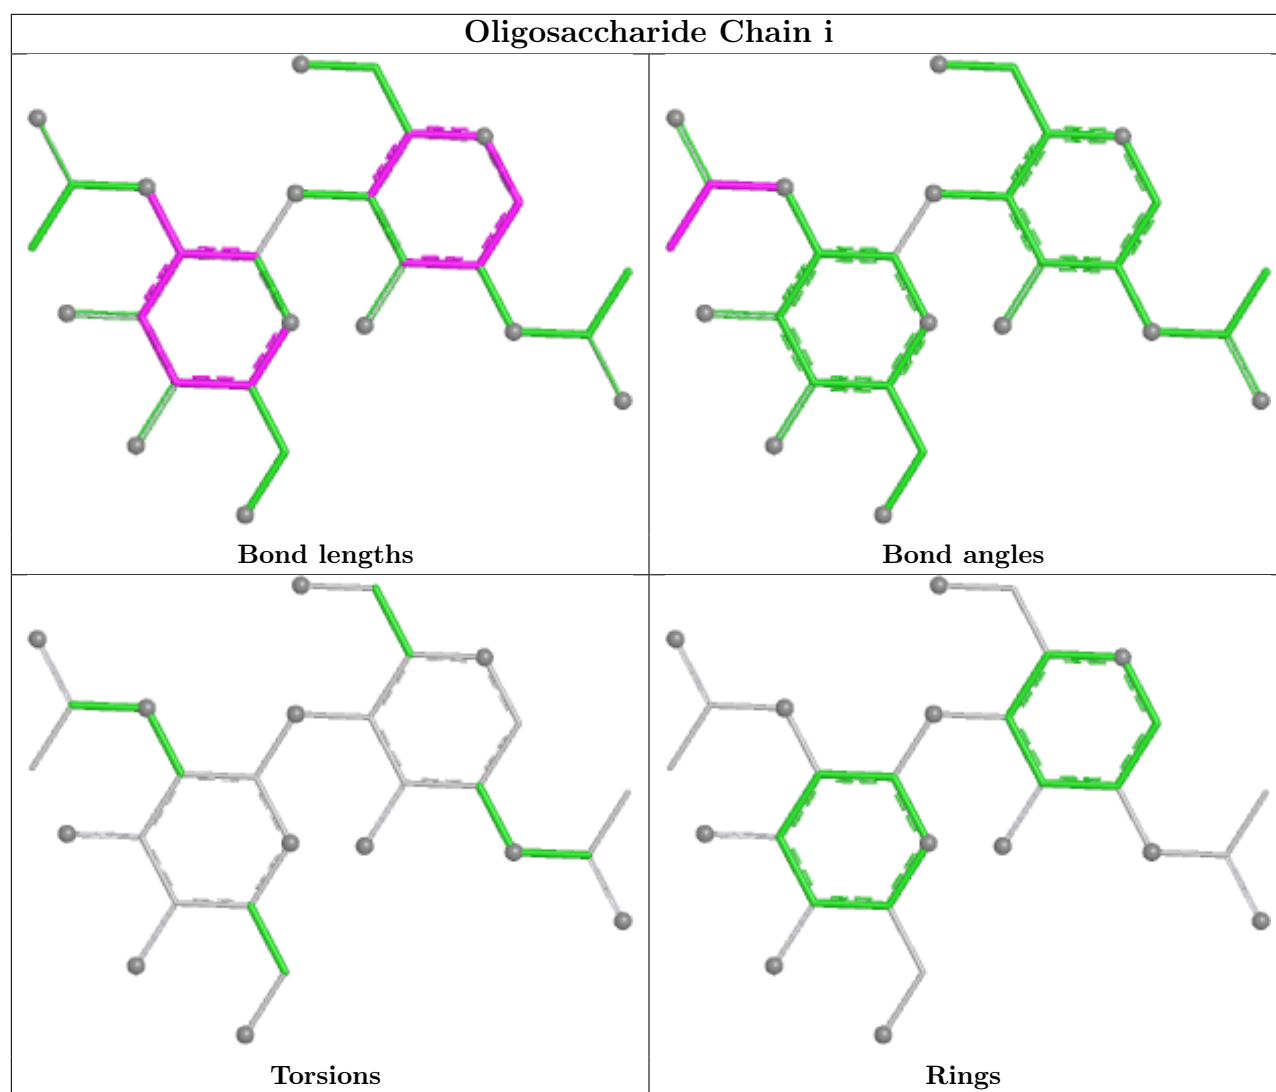 Oligosaccharide Chain i
Bond lengths
Bond angles
Torsions
Rings